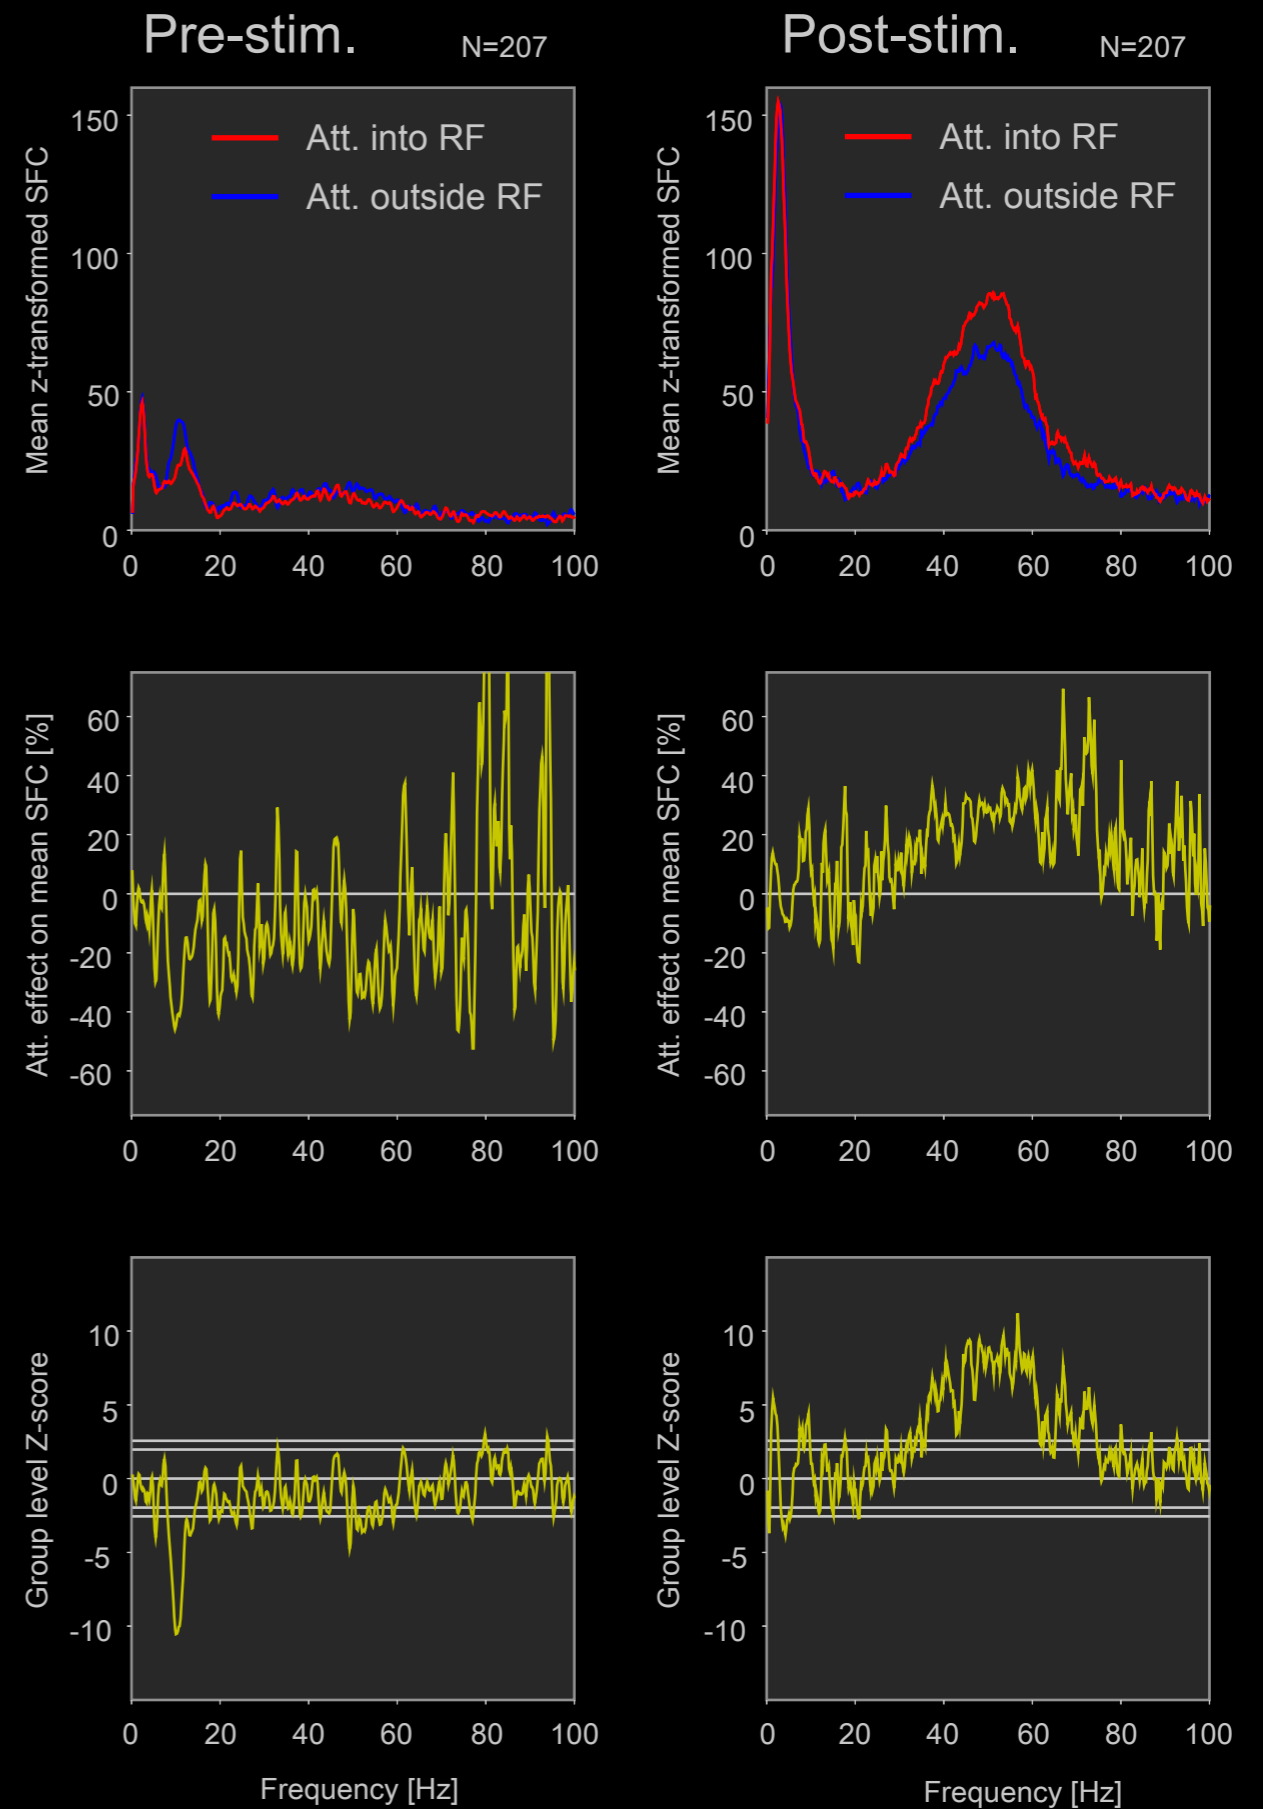 Pre-stim.
N=207
Post-stim.
N=207
Mean z-transformed SFC
150
100
50
0
Att. into RF
Att. outside RF
0 20 40 60 80 100
Mean z-transformed SFC
150
100
50
0
Att. into RF
Att. outside RF
0 20 40 60 80 100
Att. effect on mean SFC [%]
60
40
20
0
-20
-40
-60
0 20 40 60 80 100
Att. effect on mean SFC [%]
60
40
20
0
-20
-40
-60
0 20 40 60 80 100
Group level Z-score
10
5
0
-5
-10
0 20 40 60 80 100
Frequency [Hz]
Group level Z-score
10
5
0
-5
-10
0 20 40 60 80 100
Frequency [Hz]